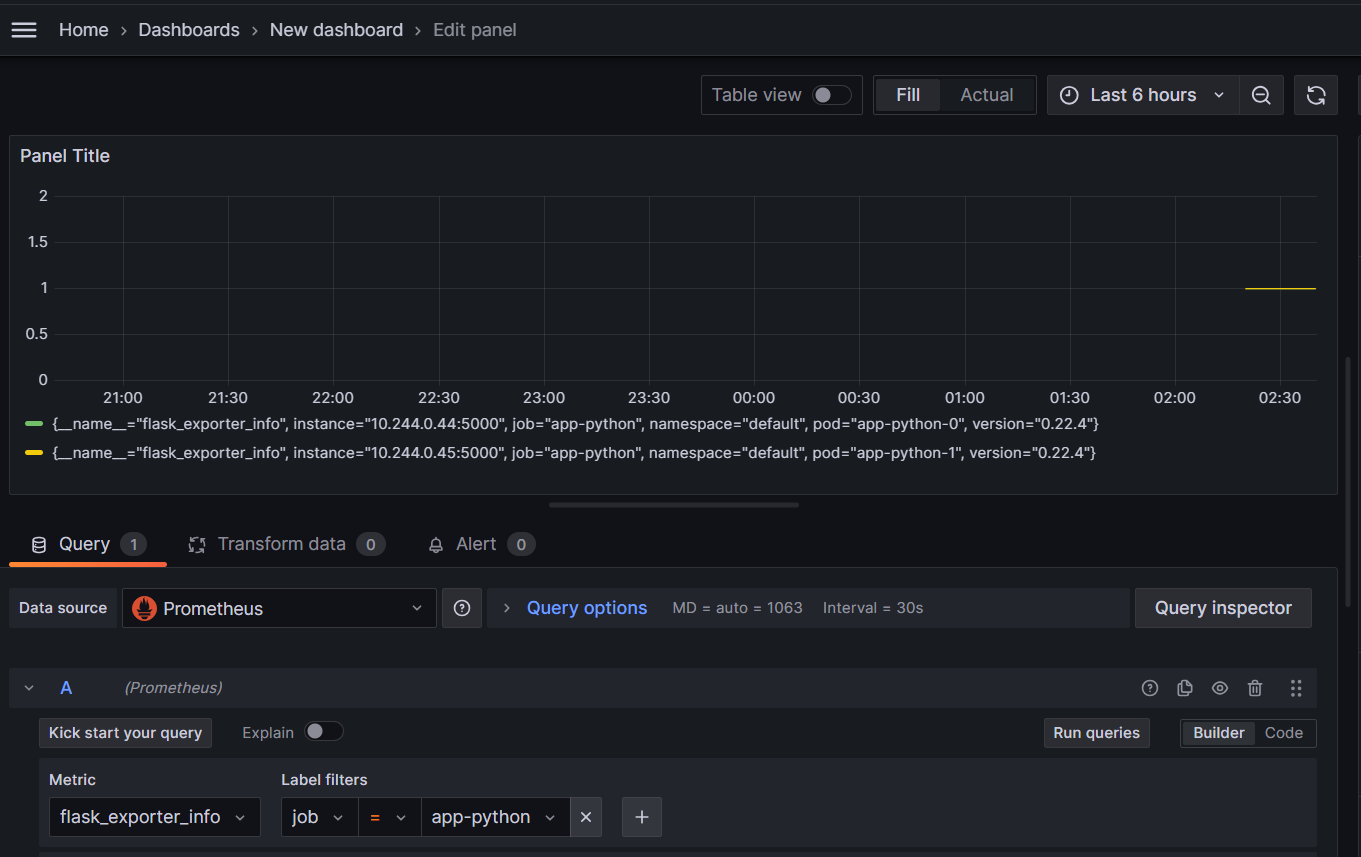 Home › Dashboards › New dashboard › Edit panel
Table view Fill Actual Last 6 hours
Panel Title
2
1.5
1
0.5
0
21:00 21:30 22:00 22:30 23:00 23:30 00:00 00:30 01:00 01:30 02:00 02:30
{__name__="flask_exporter_info", instance="10.244.0.44:5000", job="app-python", namespace="default", pod="app-python-0", version="0.22.4"}
{__name__="flask_exporter_info", instance="10.244.0.45:5000", job="app-python", namespace="default", pod="app-python-1", version="0.22.4"}
Query 1 Transform data 0 Alert 0
Data source Prometheus Query options MD = auto = 1063 Interval = 30s Query inspector
A (Prometheus)
Kick start your query Explain Run queries Builder Code
Metric Label filters
flask_exporter_info job = app-python